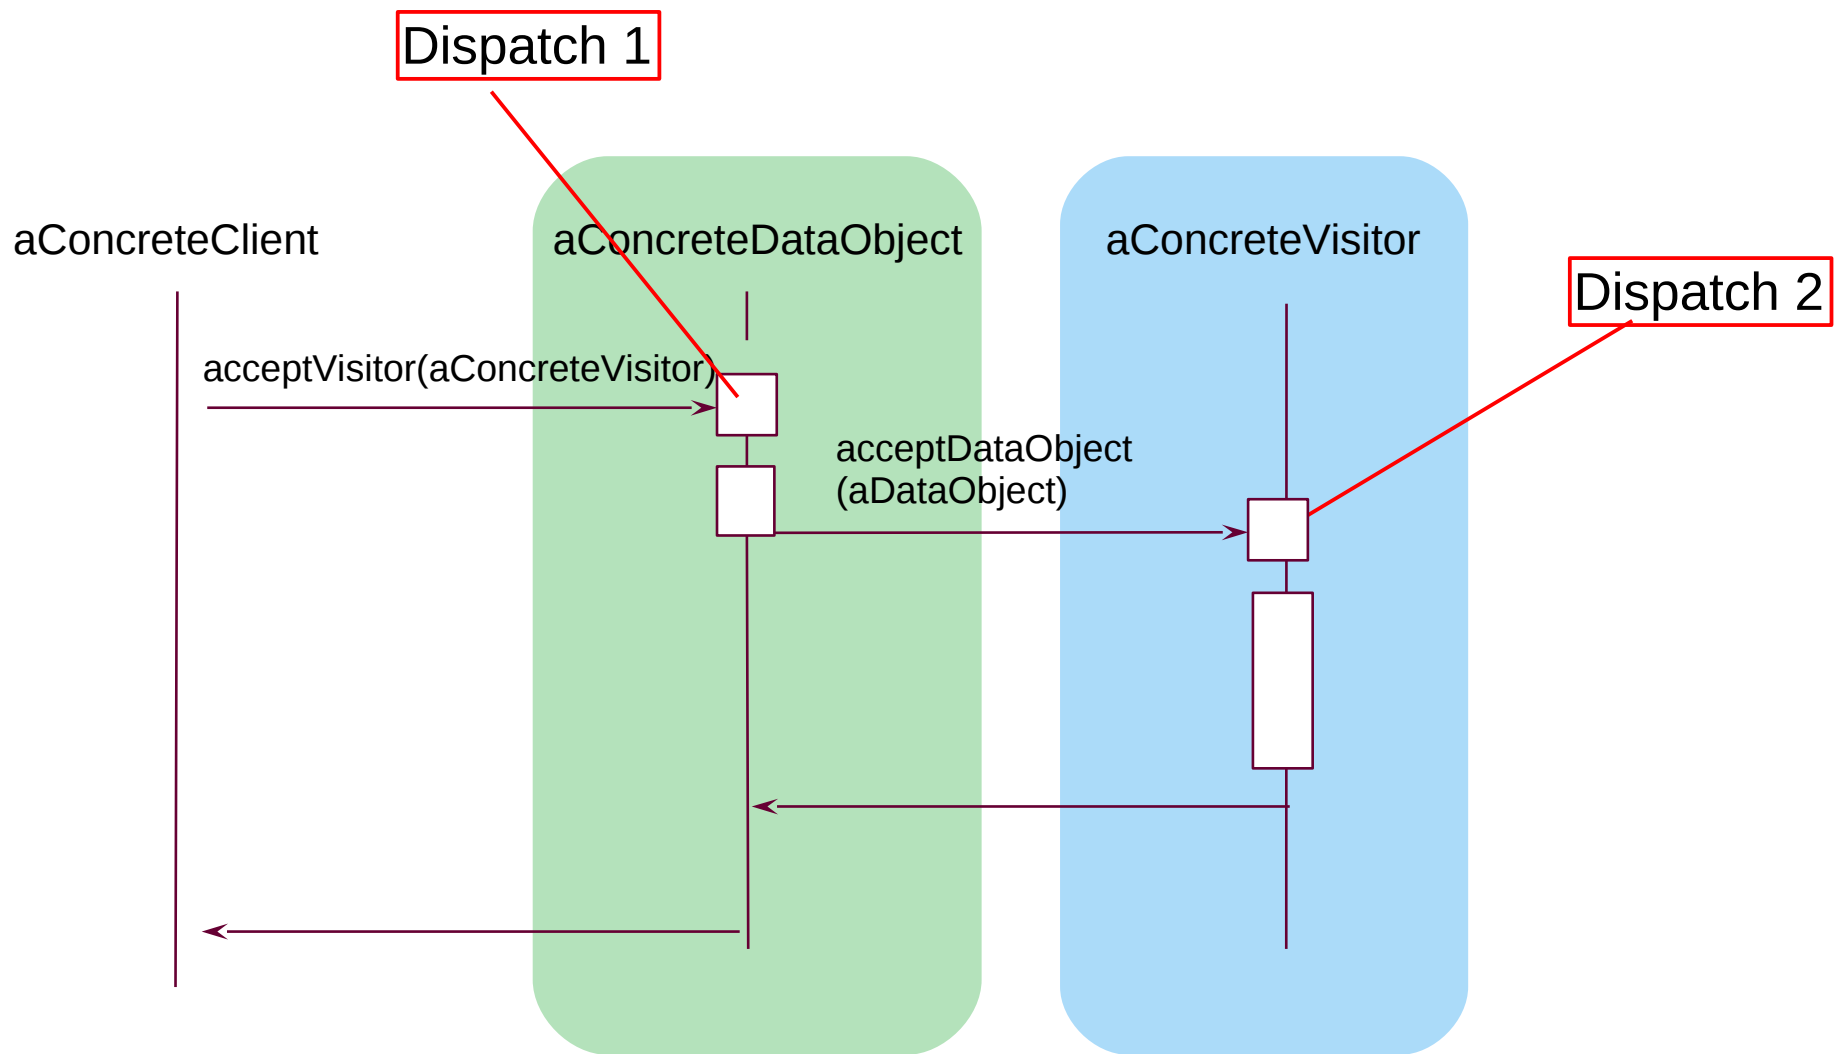 Dispatch 1
aConcreteClient
aConcreteDataObject
aConcreteVisitor
Dispatch 2
acceptVisitor(aConcreteVisitor)
acceptDataObject
(aDataObject)